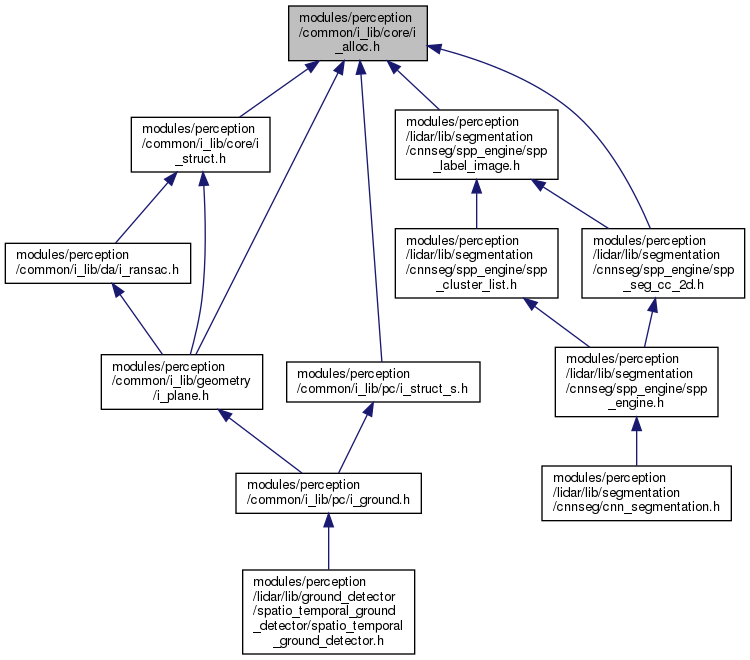 modules/perception
/common/i_lib/core/i
_alloc.h
modules/perception
/common/i_lib/core/i
_struct.h
modules/perception
/lidar/lib/segmentation
/cnnseg/spp_engine/spp
_label_image.h
modules/perception
/common/i_lib/da/i_ransac.h
modules/perception
/lidar/lib/segmentation
/cnnseg/spp_engine/spp
_cluster_list.h
modules/perception
/lidar/lib/segmentation
/cnnseg/spp_engine/spp
_seg_cc_2d.h
modules/perception
/common/i_lib/geometry
/i_plane.h
modules/perception
/common/i_lib/pc/i_struct_s.h
modules/perception
/lidar/lib/segmentation
/cnnseg/spp_engine/spp
_engine.h
modules/perception
/common/i_lib/pc/i_ground.h
modules/perception
/lidar/lib/segmentation
/cnnseg/cnn_segmentation.h
modules/perception
/lidar/lib/ground_detector
/spatio_temporal_ground
_detector/spatio_temporal
_ground_detector.h